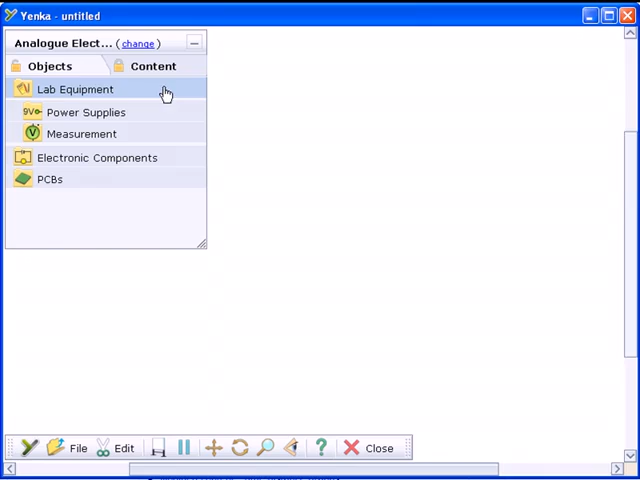 Yenka - untitled
Analogue Elect... (change)
Objects Content
Lab Equipment
9V Power Supplies
V Measurement
Electronic Components
PCBs
File Edit ? Close